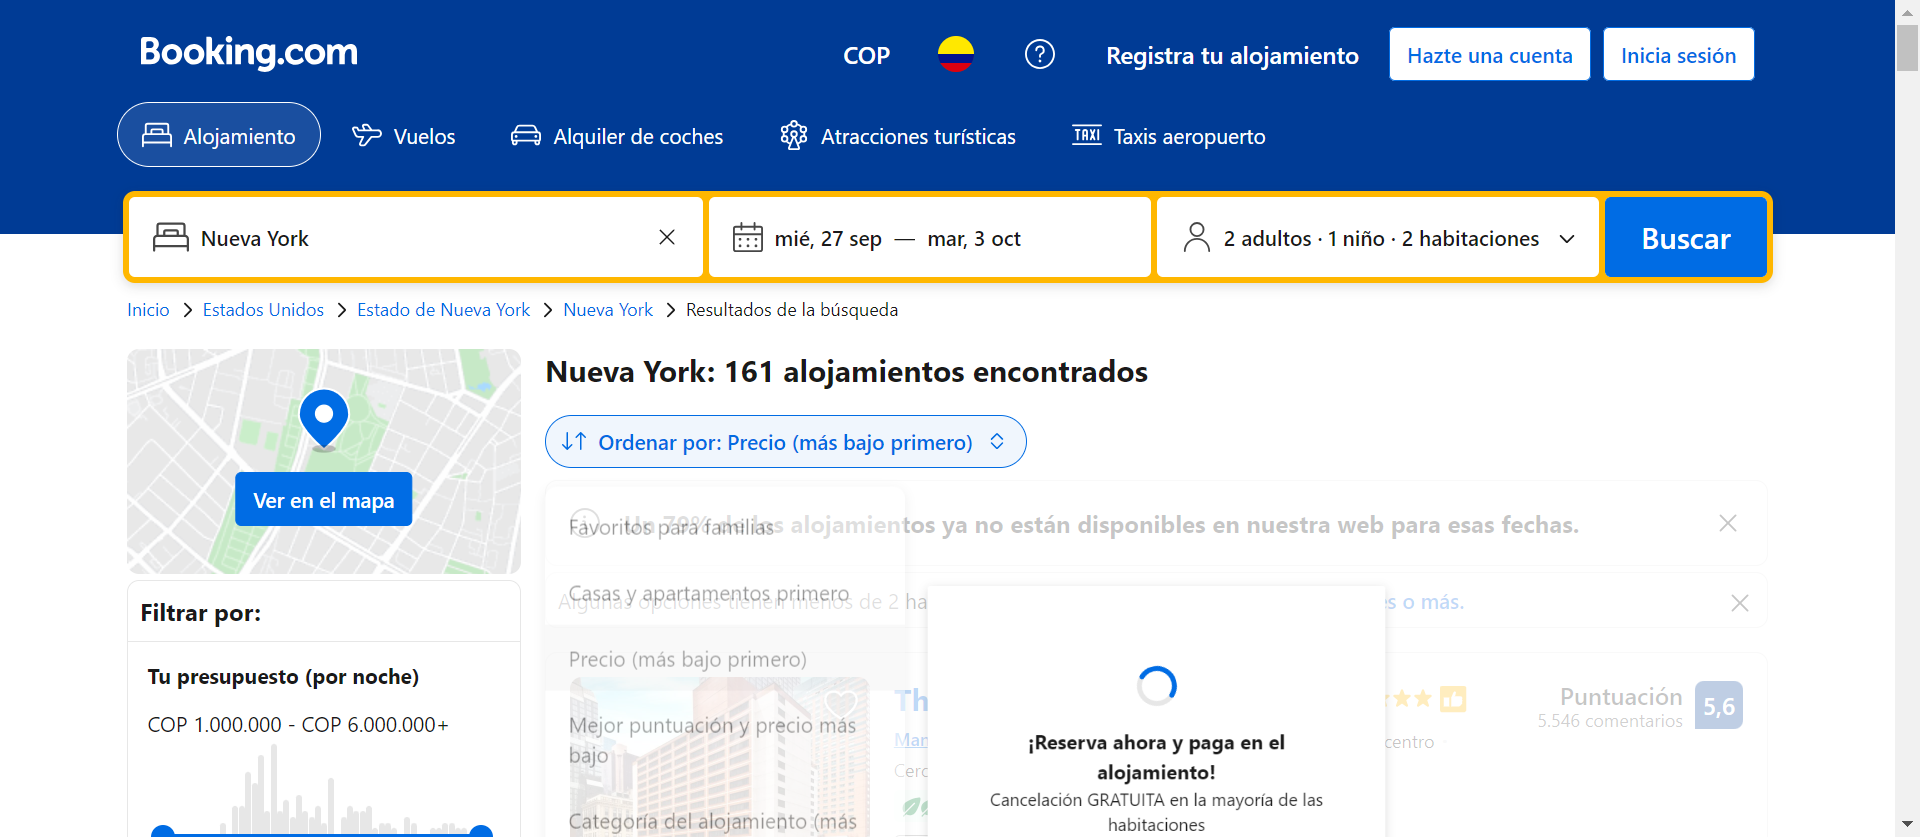 Booking.com
COP
Registra tu alojamiento
Hazte una cuenta
Inicia sesión
Alojamiento
Vuelos
Alquiler de coches
Atracciones turísticas
TAXI
Taxis aeropuerto
Nueva York
mié, 27 sep — mar, 3 oct
2 adultos · 1 niño · 2 habitaciones
Buscar
Inicio
Estados Unidos
Estado de Nueva York
Nueva York
Resultados de la búsqueda
Ver en el mapa
Filtrar por:
Tu presupuesto (por noche)
COP 1.000.000 - COP 6.000.000+
Nueva York: 161 alojamientos encontrados
Ordenar por: Precio (más bajo primero)
Un 79% de los alojamientos ya no están disponibles en nuestra web para esas fechas.
Favoritos para familias
Algunas opciones tienen menos de 2 ha
s o más.
Casas y apartamentos primero
Precio (más bajo primero)
Mejor puntuación y precio más
bajo
Categoría del alojamiento (más
Th
Man
Cerc
centro
Puntuación
5.546 comentarios
5,6
¡Reserva ahora y paga en el
alojamiento!
Cancelación GRATUITA en la mayoría de las
habitaciones